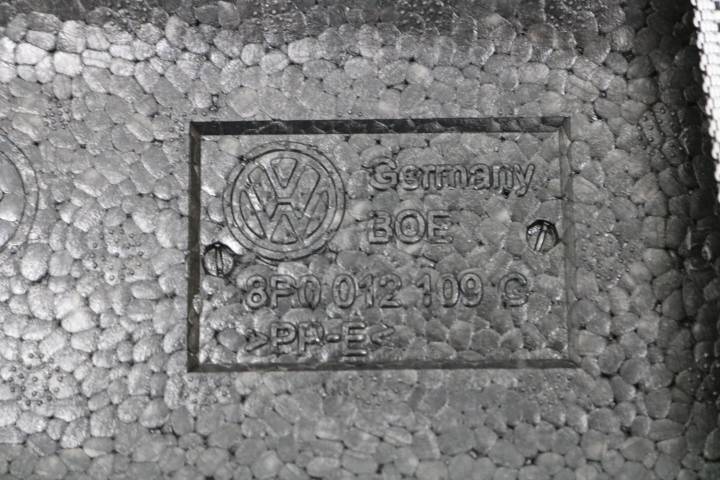 Germany
BOE
8P0 012 109 G
>PP-E<